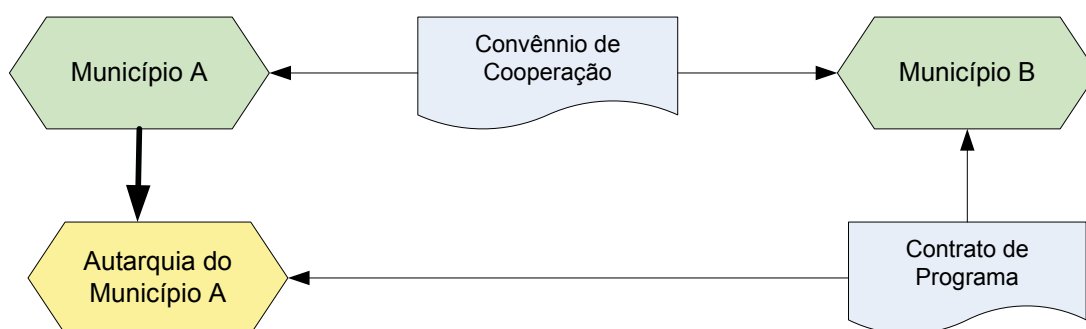 Município A
Convênnio de
Cooperação
Município B
Autarquia do
Município A
Contrato de
Programa